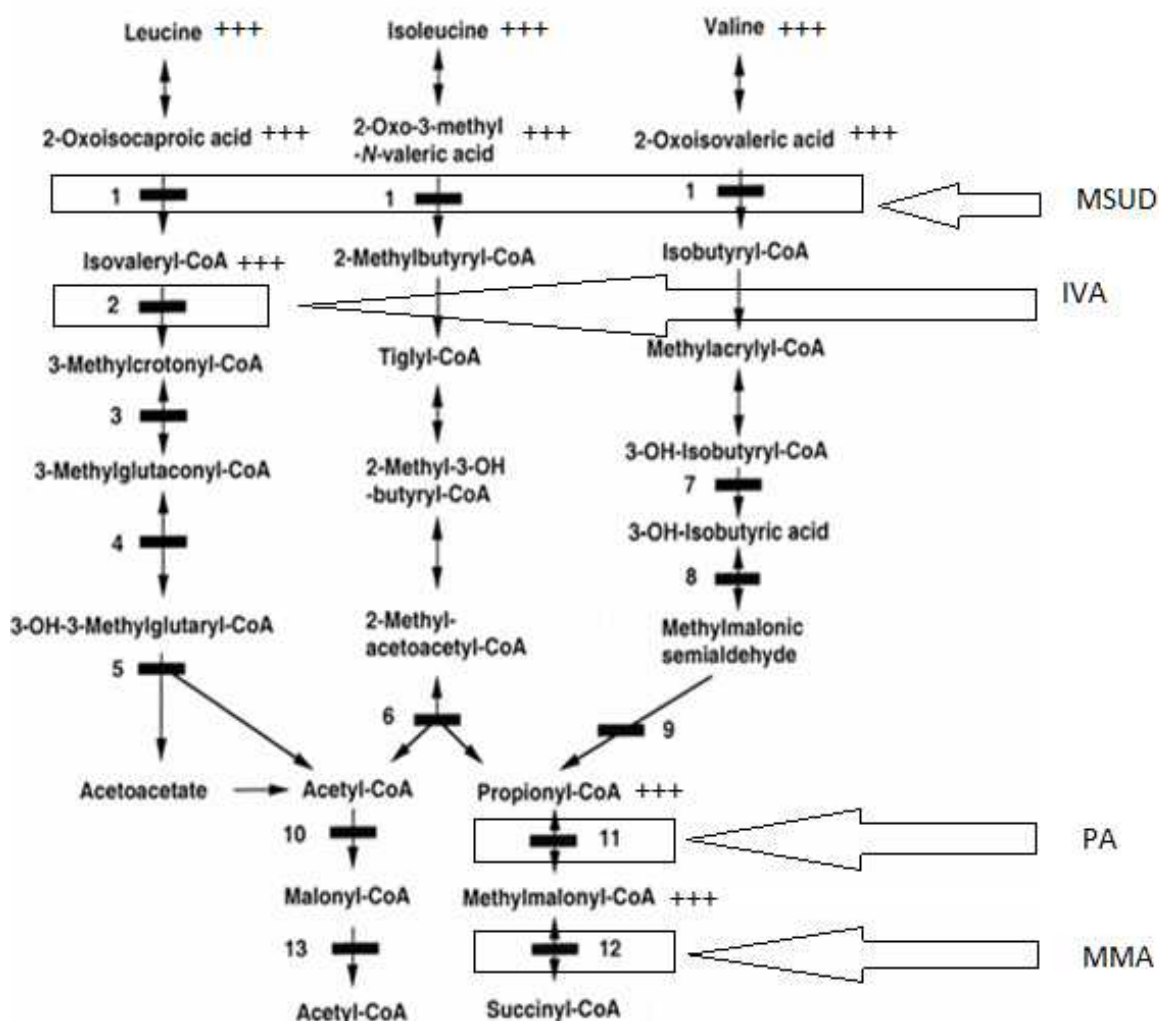 Leucine +++ Isoleucine +++ Valine +++
2-Oxoisocaproic acid +++ 2-Oxo-3-methyl +++ 2-Oxoisovaleric acid +++
-N-valeric acid
1 1 1 MSUD
Isovaleryl-CoA +++ 2-Methylbutyryl-CoA Isobutyryl-CoA
2 IVA
3-Methylcrotonyl-CoA Tiglyl-CoA Methylacrylyl-CoA
3
3-Methylglutaconyl-CoA 2-Methyl-3-OH 3-OH-Isobutyryl-CoA
-butyryl-CoA 7
4 3-OH-Isobutyric acid
8
3-OH-3-Methylglutaryl-CoA 2-Methyl- Methylmalonic
acetoacetyl-CoA semialdehyde
5
6 9
Acetoacetate Acetyl-CoA Propionyl-CoA +++
10 11 PA
Malonyl-CoA Methylmalonyl-CoA +++
13 12 MMA
Acetyl-CoA Succinyl-CoA